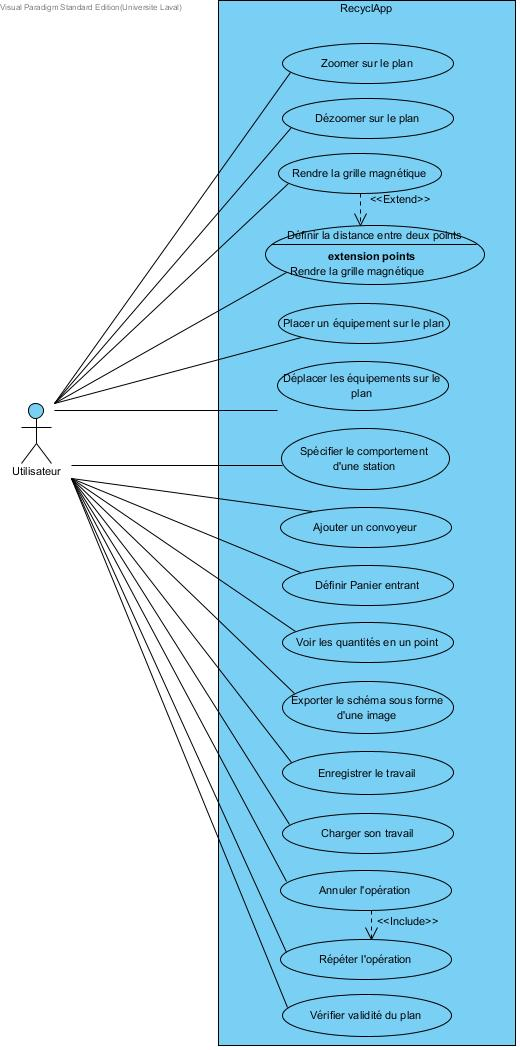 Visual Paradigm Standard Edition(Universite Laval)
RecyclApp
Zoomer sur le plan
Dézoomer sur le plan
Rendre la grille magnétique
<<Extend>>
Définir la distance entre deux points
extension points
Rendre la grille magnétique
Placer un équipement sur le plan
Déplacer les équipements sur le
plan
Utilisateur
Spécifier le comportement
d'une station
Ajouter un convoyeur
Définir Panier entrant
Voir les quantités en un point
Exporter le schéma sous forme
d'une image
Enregistrer le travail
Charger son travail
Annuler l'opération
<<Include>>
Répéter l'opération
Vérifier validité du plan